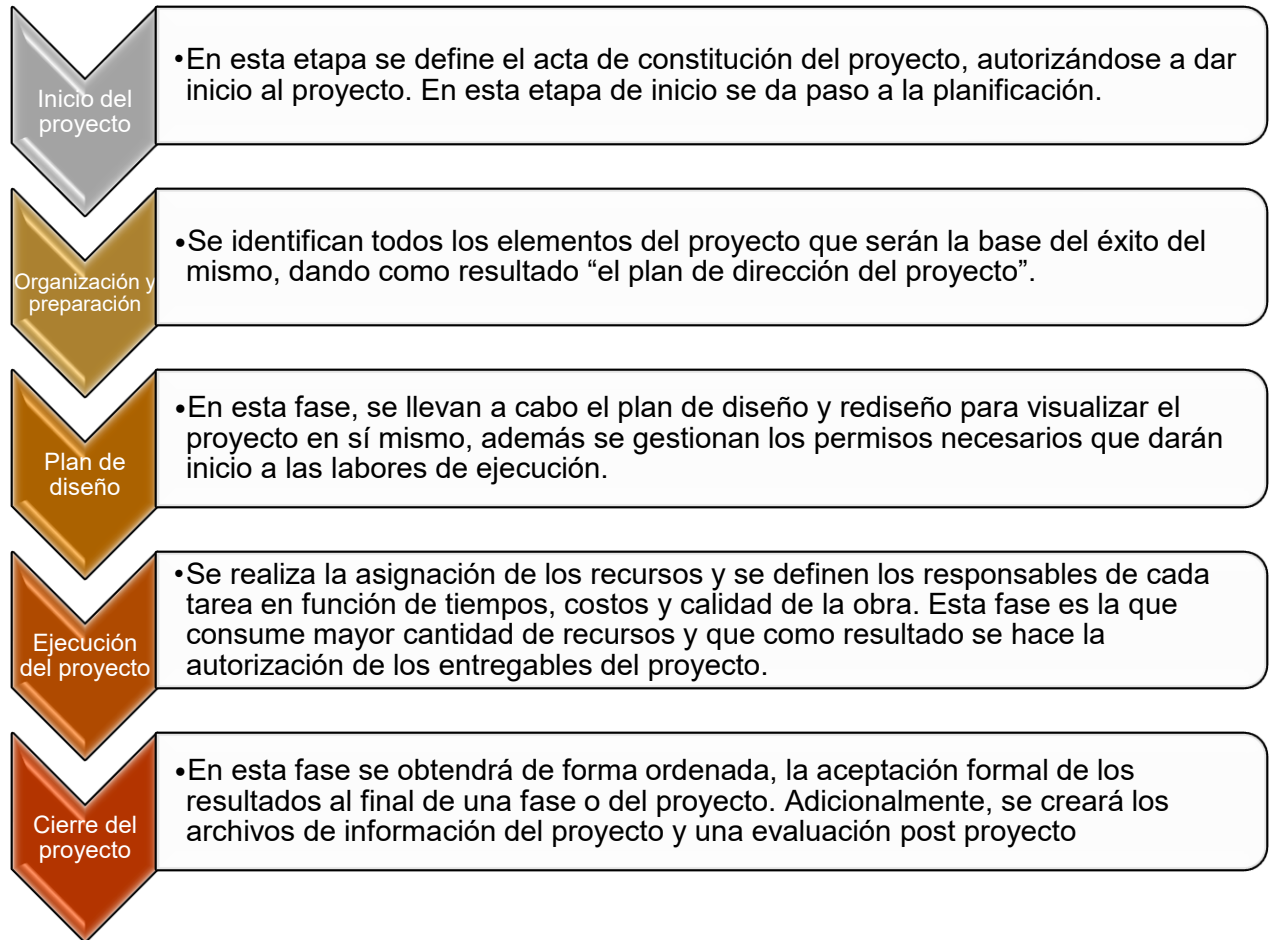 Inicio del
proyecto
•En esta etapa se define el acta de constitución del proyecto, autorizándose a dar
inicio al proyecto. En esta etapa de inicio se da paso a la planificación.
Organización y
preparación
•Se identifican todos los elementos del proyecto que serán la base del éxito del
mismo, dando como resultado “el plan de dirección del proyecto”.
Plan de
diseño
•En esta fase, se llevan a cabo el plan de diseño y rediseño para visualizar el
proyecto en sí mismo, además se gestionan los permisos necesarios que darán
inicio a las labores de ejecución.
Ejecución
del proyecto
•Se realiza la asignación de los recursos y se definen los responsables de cada
tarea en función de tiempos, costos y calidad de la obra. Esta fase es la que
consume mayor cantidad de recursos y que como resultado se hace la
autorización de los entregables del proyecto.
Cierre del
proyecto
•En esta fase se obtendrá de forma ordenada, la aceptación formal de los
resultados al final de una fase o del proyecto. Adicionalmente, se creará los
archivos de información del proyecto y una evaluación post proyecto